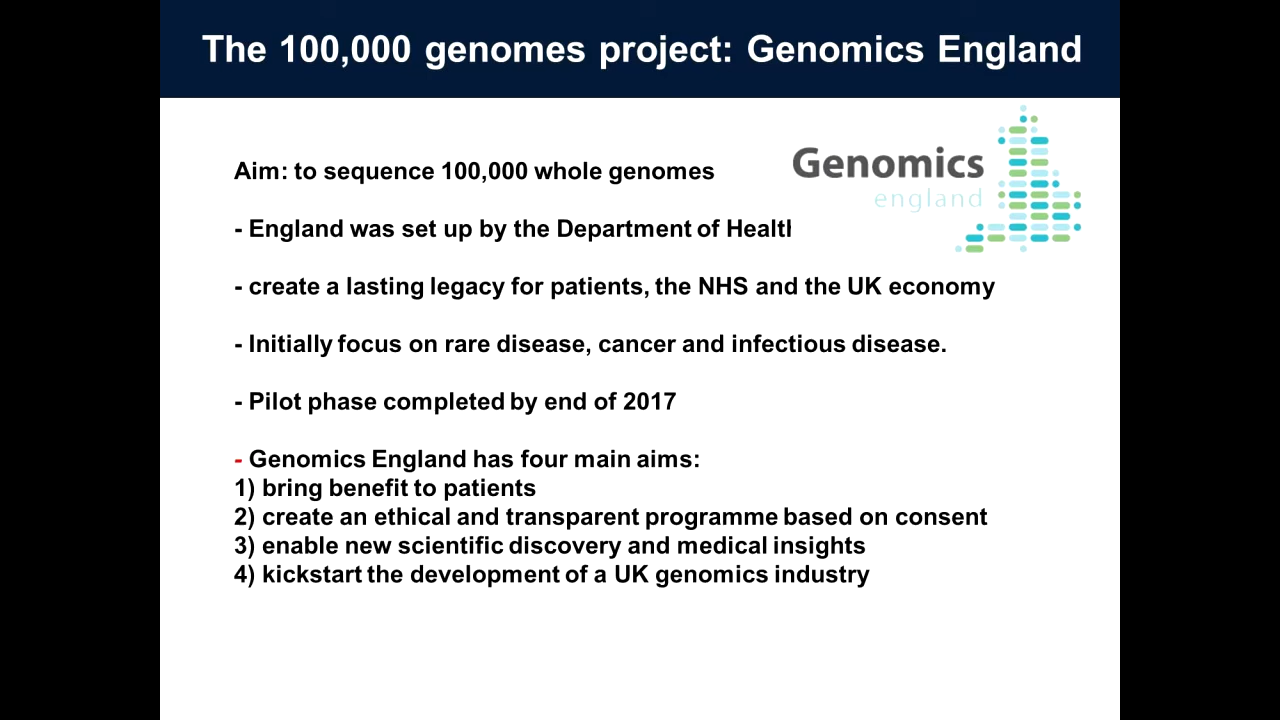 The 100,000 genomes project: Genomics England
Genomics
england
Aim: to sequence 100,000 whole genomes
- England was set up by the Department of Health
- create a lasting legacy for patients, the NHS and the UK economy
- Initially focus on rare disease, cancer and infectious disease.
- Pilot phase completed by end of 2017
- Genomics England has four main aims:
1) bring benefit to patients
2) create an ethical and transparent programme based on consent
3) enable new scientific discovery and medical insights
4) kickstart the development of a UK genomics industry